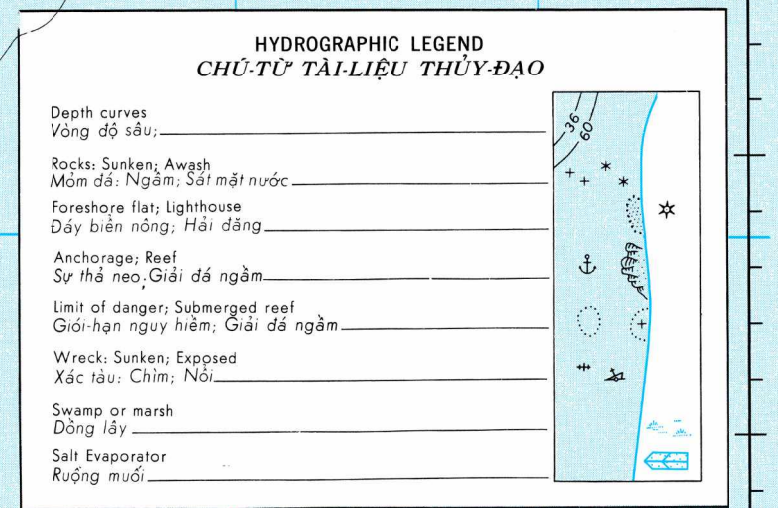 HYDROGRAPHIC LEGEND
CHÚ-TỪ TÀI-LIỆU THỦY-ĐẠO
Depth curves
Vòng độ sâu;
36
60
Rocks: Sunken; Awash
Mỏm đá: Ngầm; Sát mặt nước
Foreshore flat; Lighthouse
Đáy biển nông; Hải đăng
Anchorage; Reef
Sự thả neo; Giải đá ngầm
Limit of danger; Submerged reef
Giới-hạn nguy hiểm; Giải đá ngầm
Wreck: Sunken; Exposed
Xác tàu: Chìm; Nổi
Swamp or marsh
Dồng lầy
Salt Evaporator
Ruộng muối